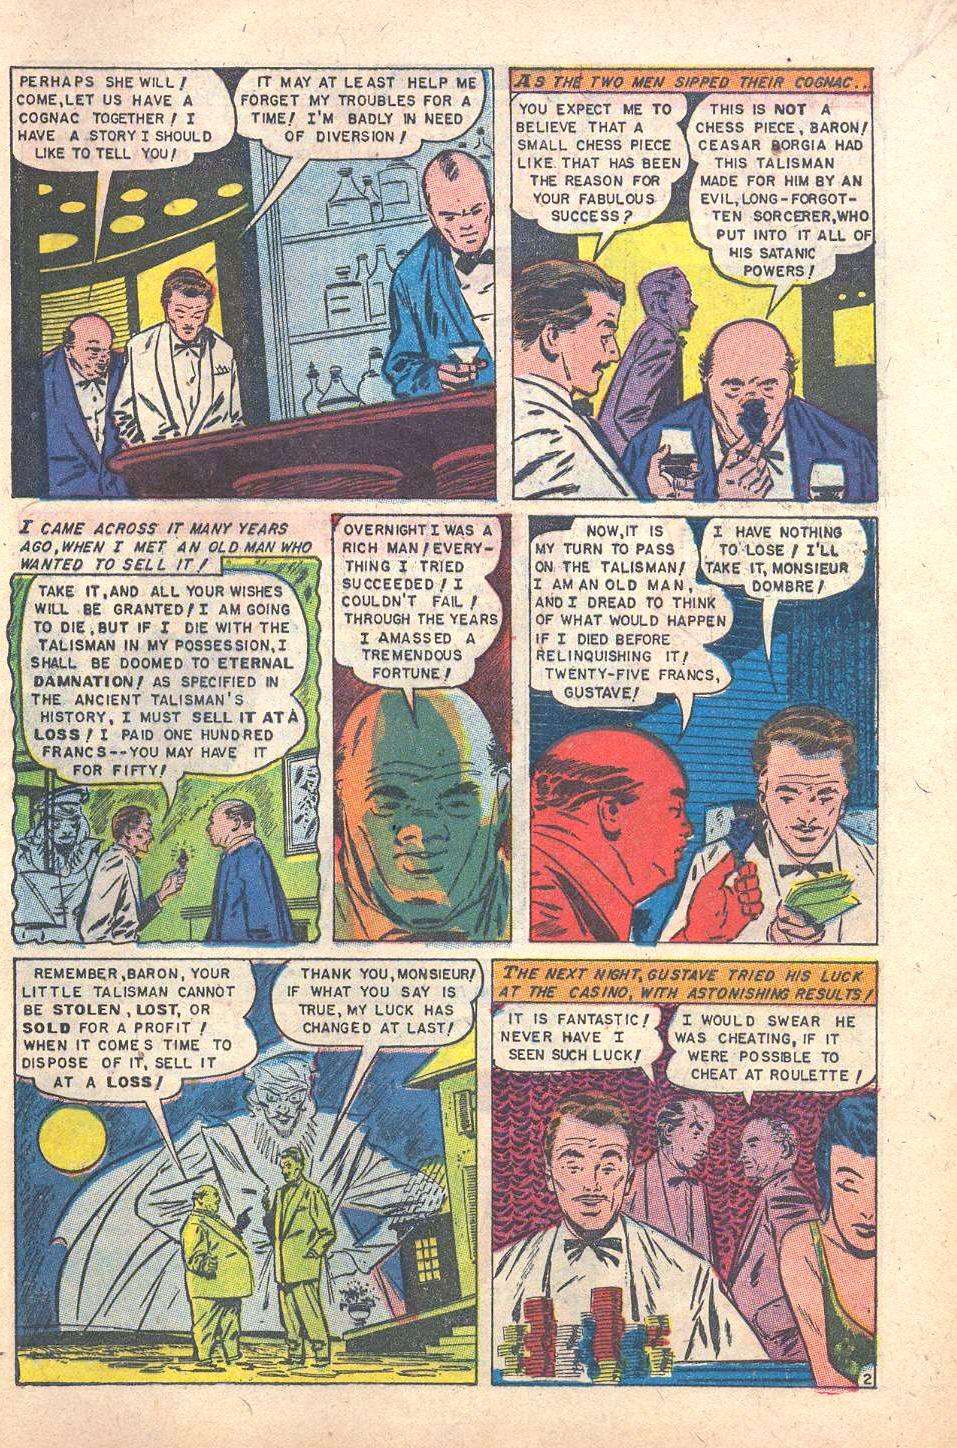 PERHAPS SHE WILL!
COME, LET US HAVE A
COGNAC TOGETHER! I
HAVE A STORY I SHOULD
LIKE TO TELL YOU!
IT MAY AT LEAST HELP ME
FORGET MY TROUBLES FOR A
TIME! I'M BADLY IN NEED
OF DIVERSION!
AS THE TWO MEN SIPPED THEIR COGNAC...
YOU EXPECT ME TO
BELIEVE THAT A
SMALL CHESS PIECE
LIKE THAT HAS BEEN
THE REASON FOR
YOUR FABULOUS
SUCCESS?
THIS IS NOT A
CHESS PIECE, BARON!
CEASAR BORGIA HAD
THIS TALISMAN
MADE FOR HIM BY AN
EVIL, LONG-FORGOT-
TEN SORCERER, WHO
PUT INTO IT ALL OF
HIS SATANIC
POWERS!
I CAME ACROSS IT MANY YEARS
AGO, WHEN I MET AN OLD MAN WHO
WANTED TO SELL IT!
TAKE IT, AND ALL YOUR WISHES
WILL BE GRANTED! I AM GOING
TO DIE, BUT IF I DIE WITH THE
TALISMAN IN MY POSSESSION, I
SHALL BE DOOMED TO ETERNAL
DAMNATION! AS SPECIFIED IN
THE ANCIENT TALISMAN'S
HISTORY, I MUST SELL IT AT A
LOSS! I PAID ONE HUNDRED
FRANCS--YOU MAY HAVE IT
FOR FIFTY!
OVERNIGHT I WAS A
RICH MAN! EVERY-
THING I TRIED
SUCCEEDED! I
COULDN'T FAIL!
THROUGH THE YEARS
I AMASSED A
TREMENDOUS
FORTUNE!
NOW, IT IS
MY TURN TO PASS
ON THE TALISMAN!
I AM AN OLD MAN,
AND I DREAD TO THINK
OF WHAT WOULD HAPPEN
IF I DIED BEFORE
RELINQUISHING IT!
TWENTY-FIVE FRANCS,
GUSTAVE!
I HAVE NOTHING
TO LOSE! I'LL
TAKE IT, MONSIEUR
DOMBRE!
REMEMBER, BARON, YOUR
LITTLE TALISMAN CANNOT
BE STOLEN, LOST, OR
SOLD FOR A PROFIT!
WHEN IT COMES TIME TO
DISPOSE OF IT, SELL IT
AT A LOSS!
THANK YOU, MONSIEUR!
IF WHAT YOU SAY IS
TRUE, MY LUCK HAS
CHANGED AT LAST!
THE NEXT NIGHT, GUSTAVE TRIED HIS LUCK
AT THE CASINO, WITH ASTONISHING RESULTS!
IT IS FANTASTIC!
NEVER HAVE I
SEEN SUCH LUCK!
I WOULD SWEAR HE
WAS CHEATING, IF IT
WERE POSSIBLE TO
CHEAT AT ROULETTE!
2